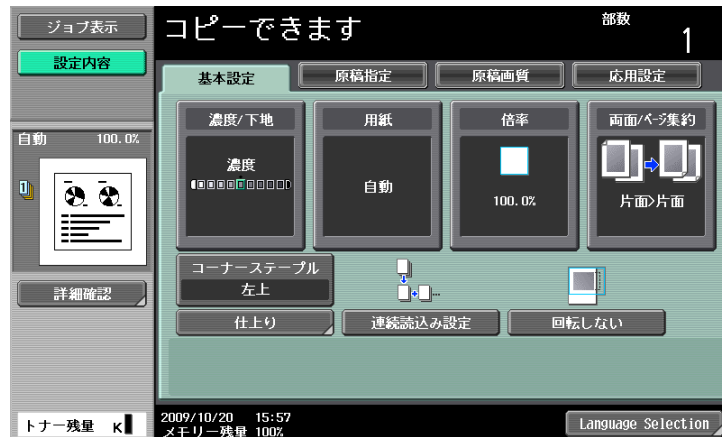 ジョブ表示
設定内容
コピーできます
部数
1
基本設定
原稿指定
原稿画質
応用設定
自動 100.0%
濃度/下地
用紙
倍率
両面/ページ集約
濃度
自動
100.0%
片面>片面
コーナーステープル
左上
詳細確認
仕上り
連続読込み設定
回転しない
トナー残量 K
2009/10/20 15:57
メモリー残量 100%
Language Selection